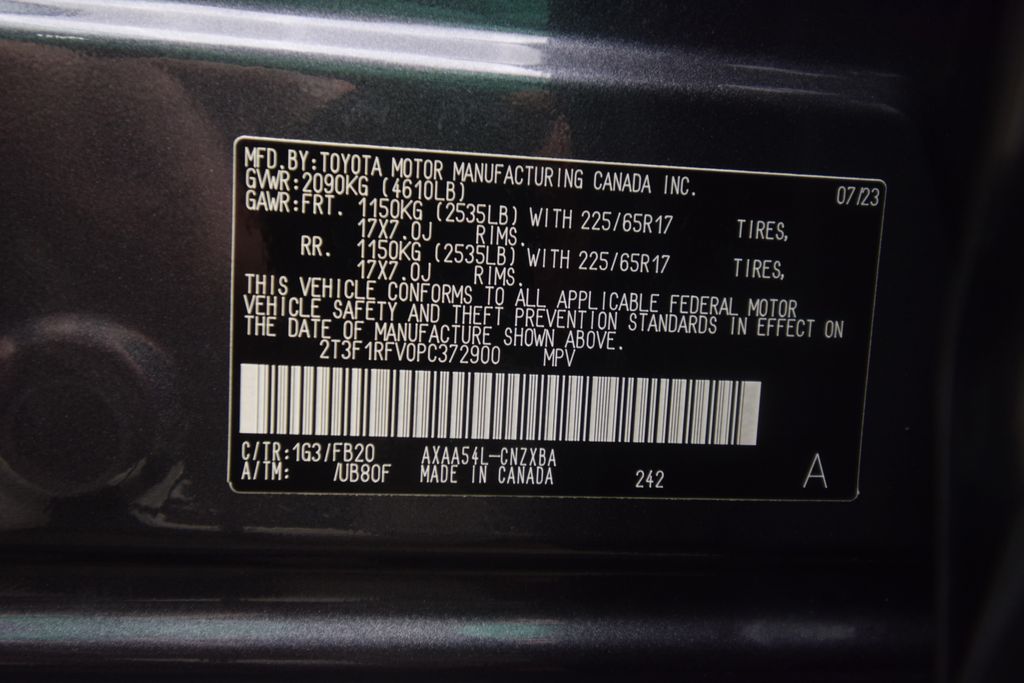 MFD.BY:TOYOTA MOTOR MANUFACTURING CANADA INC.
07/23
GVWR:2090KG (4610LB)
GAWR:FRT. 1150KG (2535LB) WITH 225/65R17 TIRES,
17X7.0J RIMS.
RR. 1150KG (2535LB) WITH 225/65R17 TIRES,
17X7.0J RIMS.
THIS VEHICLE CONFORMS TO ALL APPLICABLE FEDERAL MOTOR
VEHICLE SAFETY AND THEFT PREVENTION STANDARDS IN EFFECT ON
THE DATE OF MANUFACTURE SHOWN ABOVE.
2T3F1RFV0PC372900 MPV
C/TR:1G3/FB20 AXAA54L-CNZXBA
A/TM: /UB80F MADE IN CANADA 242 A